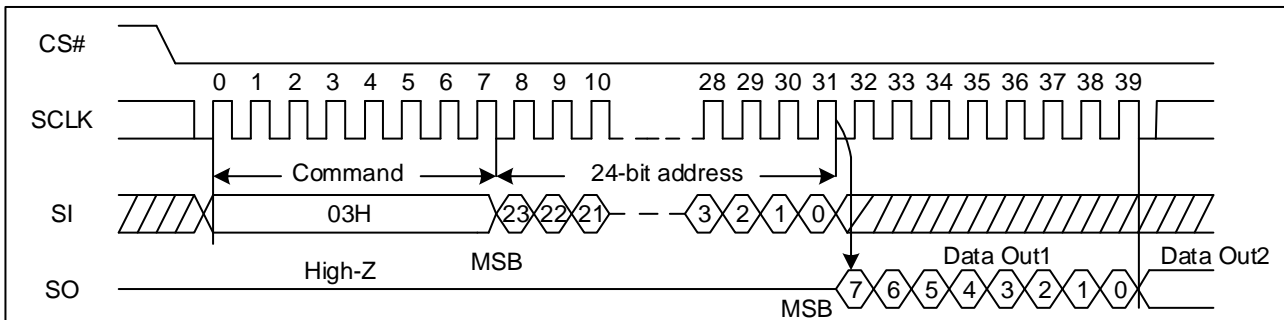 CS#
0 1 2 3 4 5 6 7 8 9 10 28 29 30 31 32 33 34 35 36 37 38 39
SCLK
Command 24-bit address
SI 03H 23 22 21 3 2 1 0
High-Z MSB Data Out1 Data Out2
SO MSB 7 6 5 4 3 2 1 0